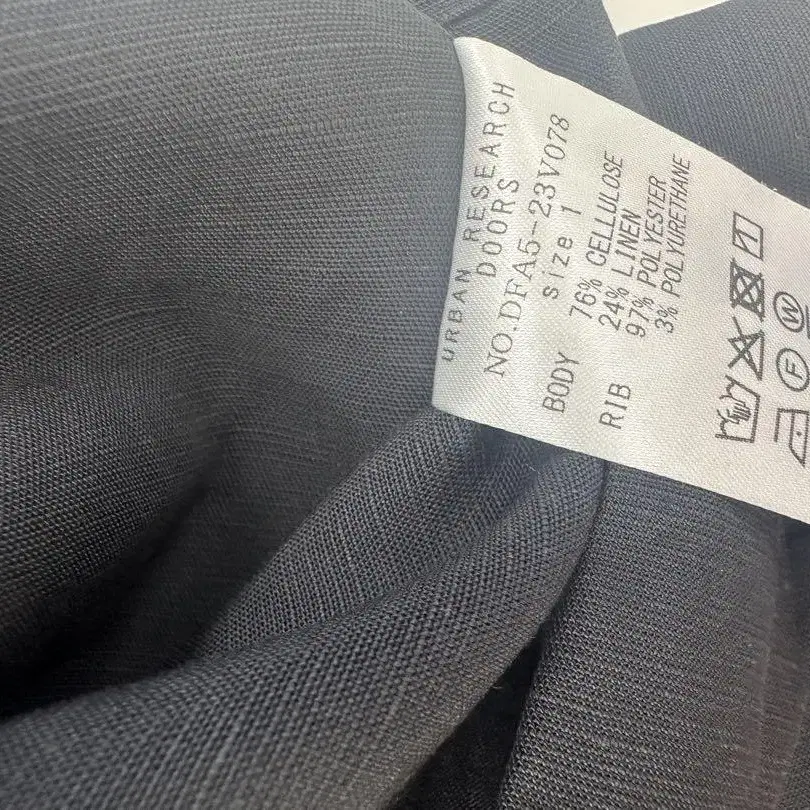 URBAN RESEARCH
DOORS
NO.DFA5-23V078
size 1
BODY 76% CELLULOSE
24% LINEN
RIB 97% POLYESTER
3% POLYURETHANE
F W